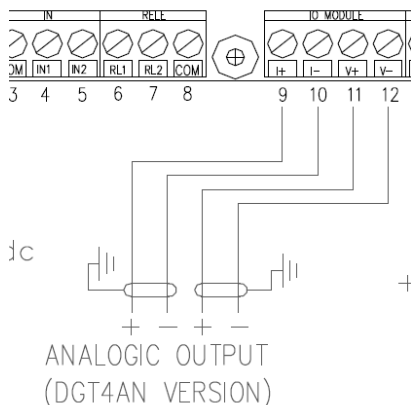 IN RELE IO MODULE
OM IN1 IN2 RL1 RL2 COM I+ I- V+ V-
3 4 5 6 7 8 9 10 11 12
dc
+ - + - +
ANALOGIC OUTPUT
(DGT4AN VERSION)